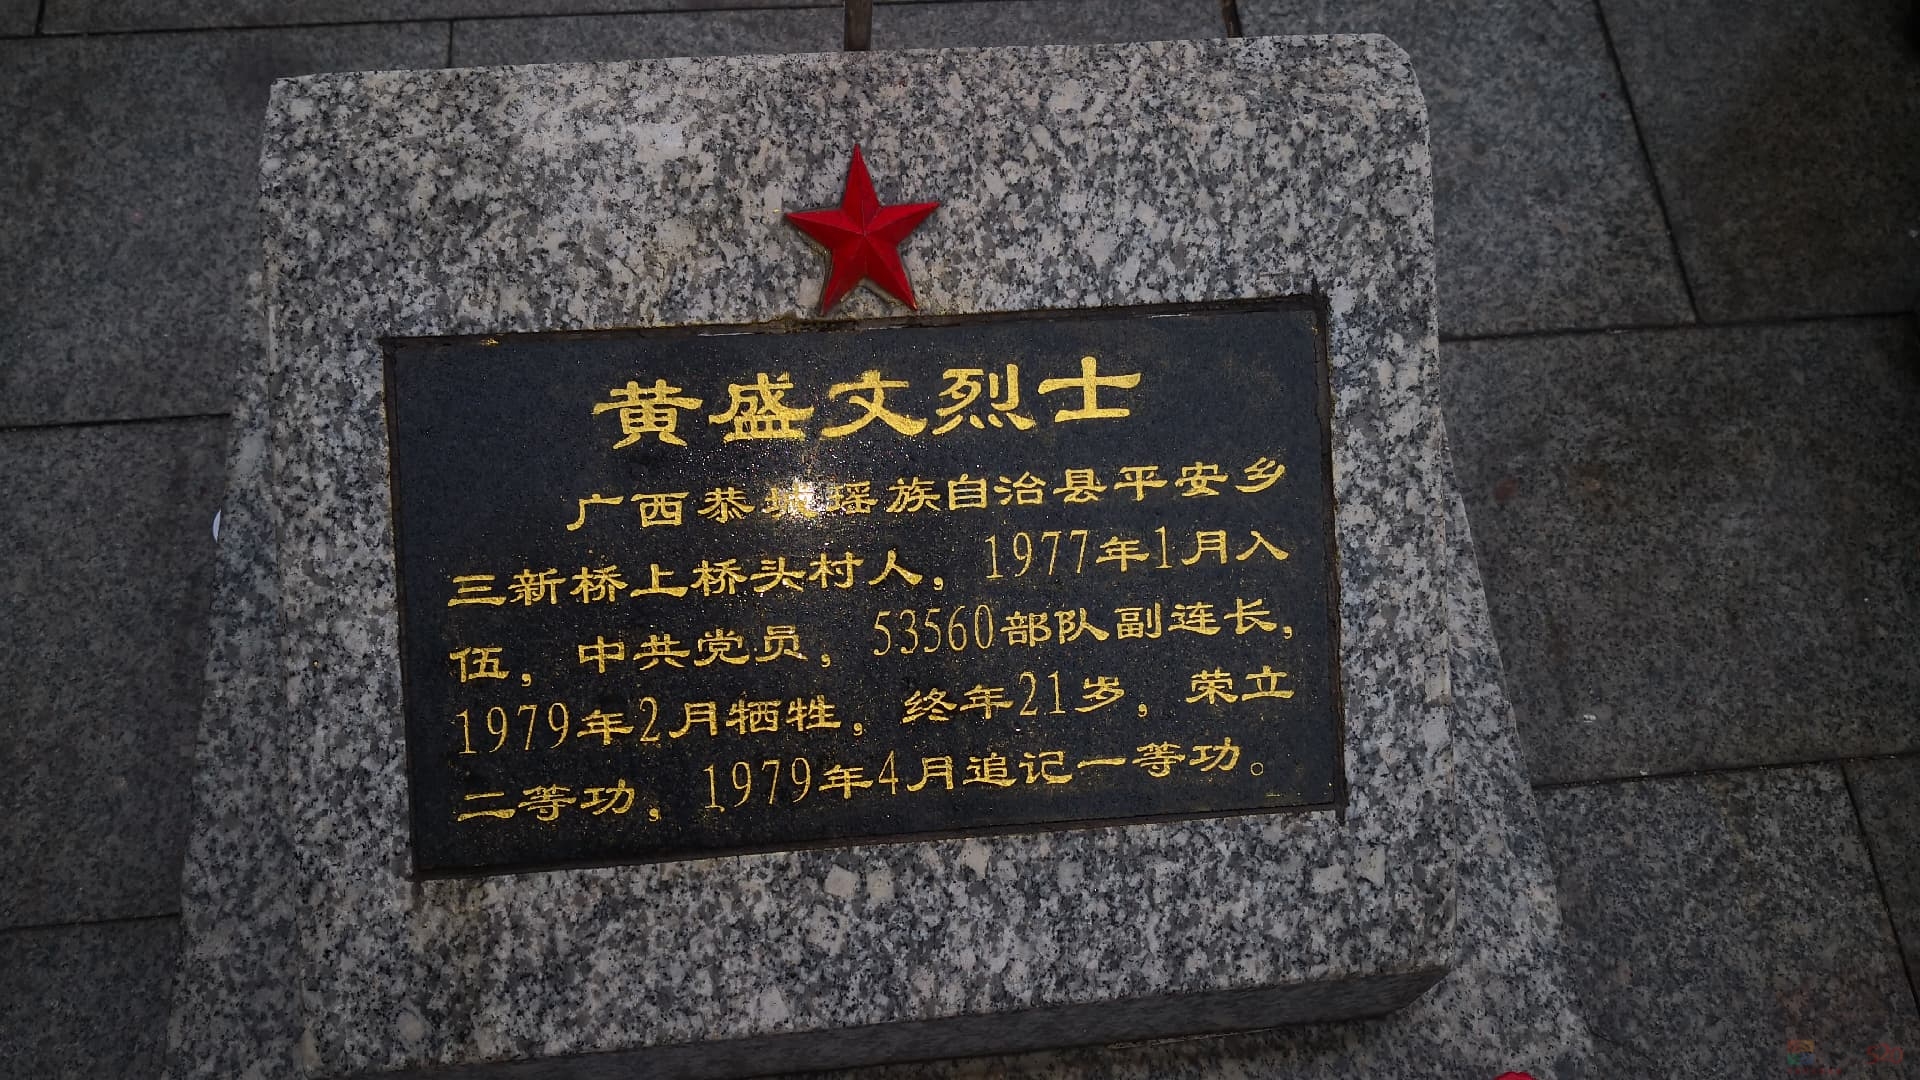 黄盛文烈士
广西恭城瑶族自治县平安乡
三新桥上桥头村人，1977年1月入
伍，中共党员，53560部队副连长，
1979年2月牺牲，终年21岁，荣立
二等功，1979年4月追记一等功。